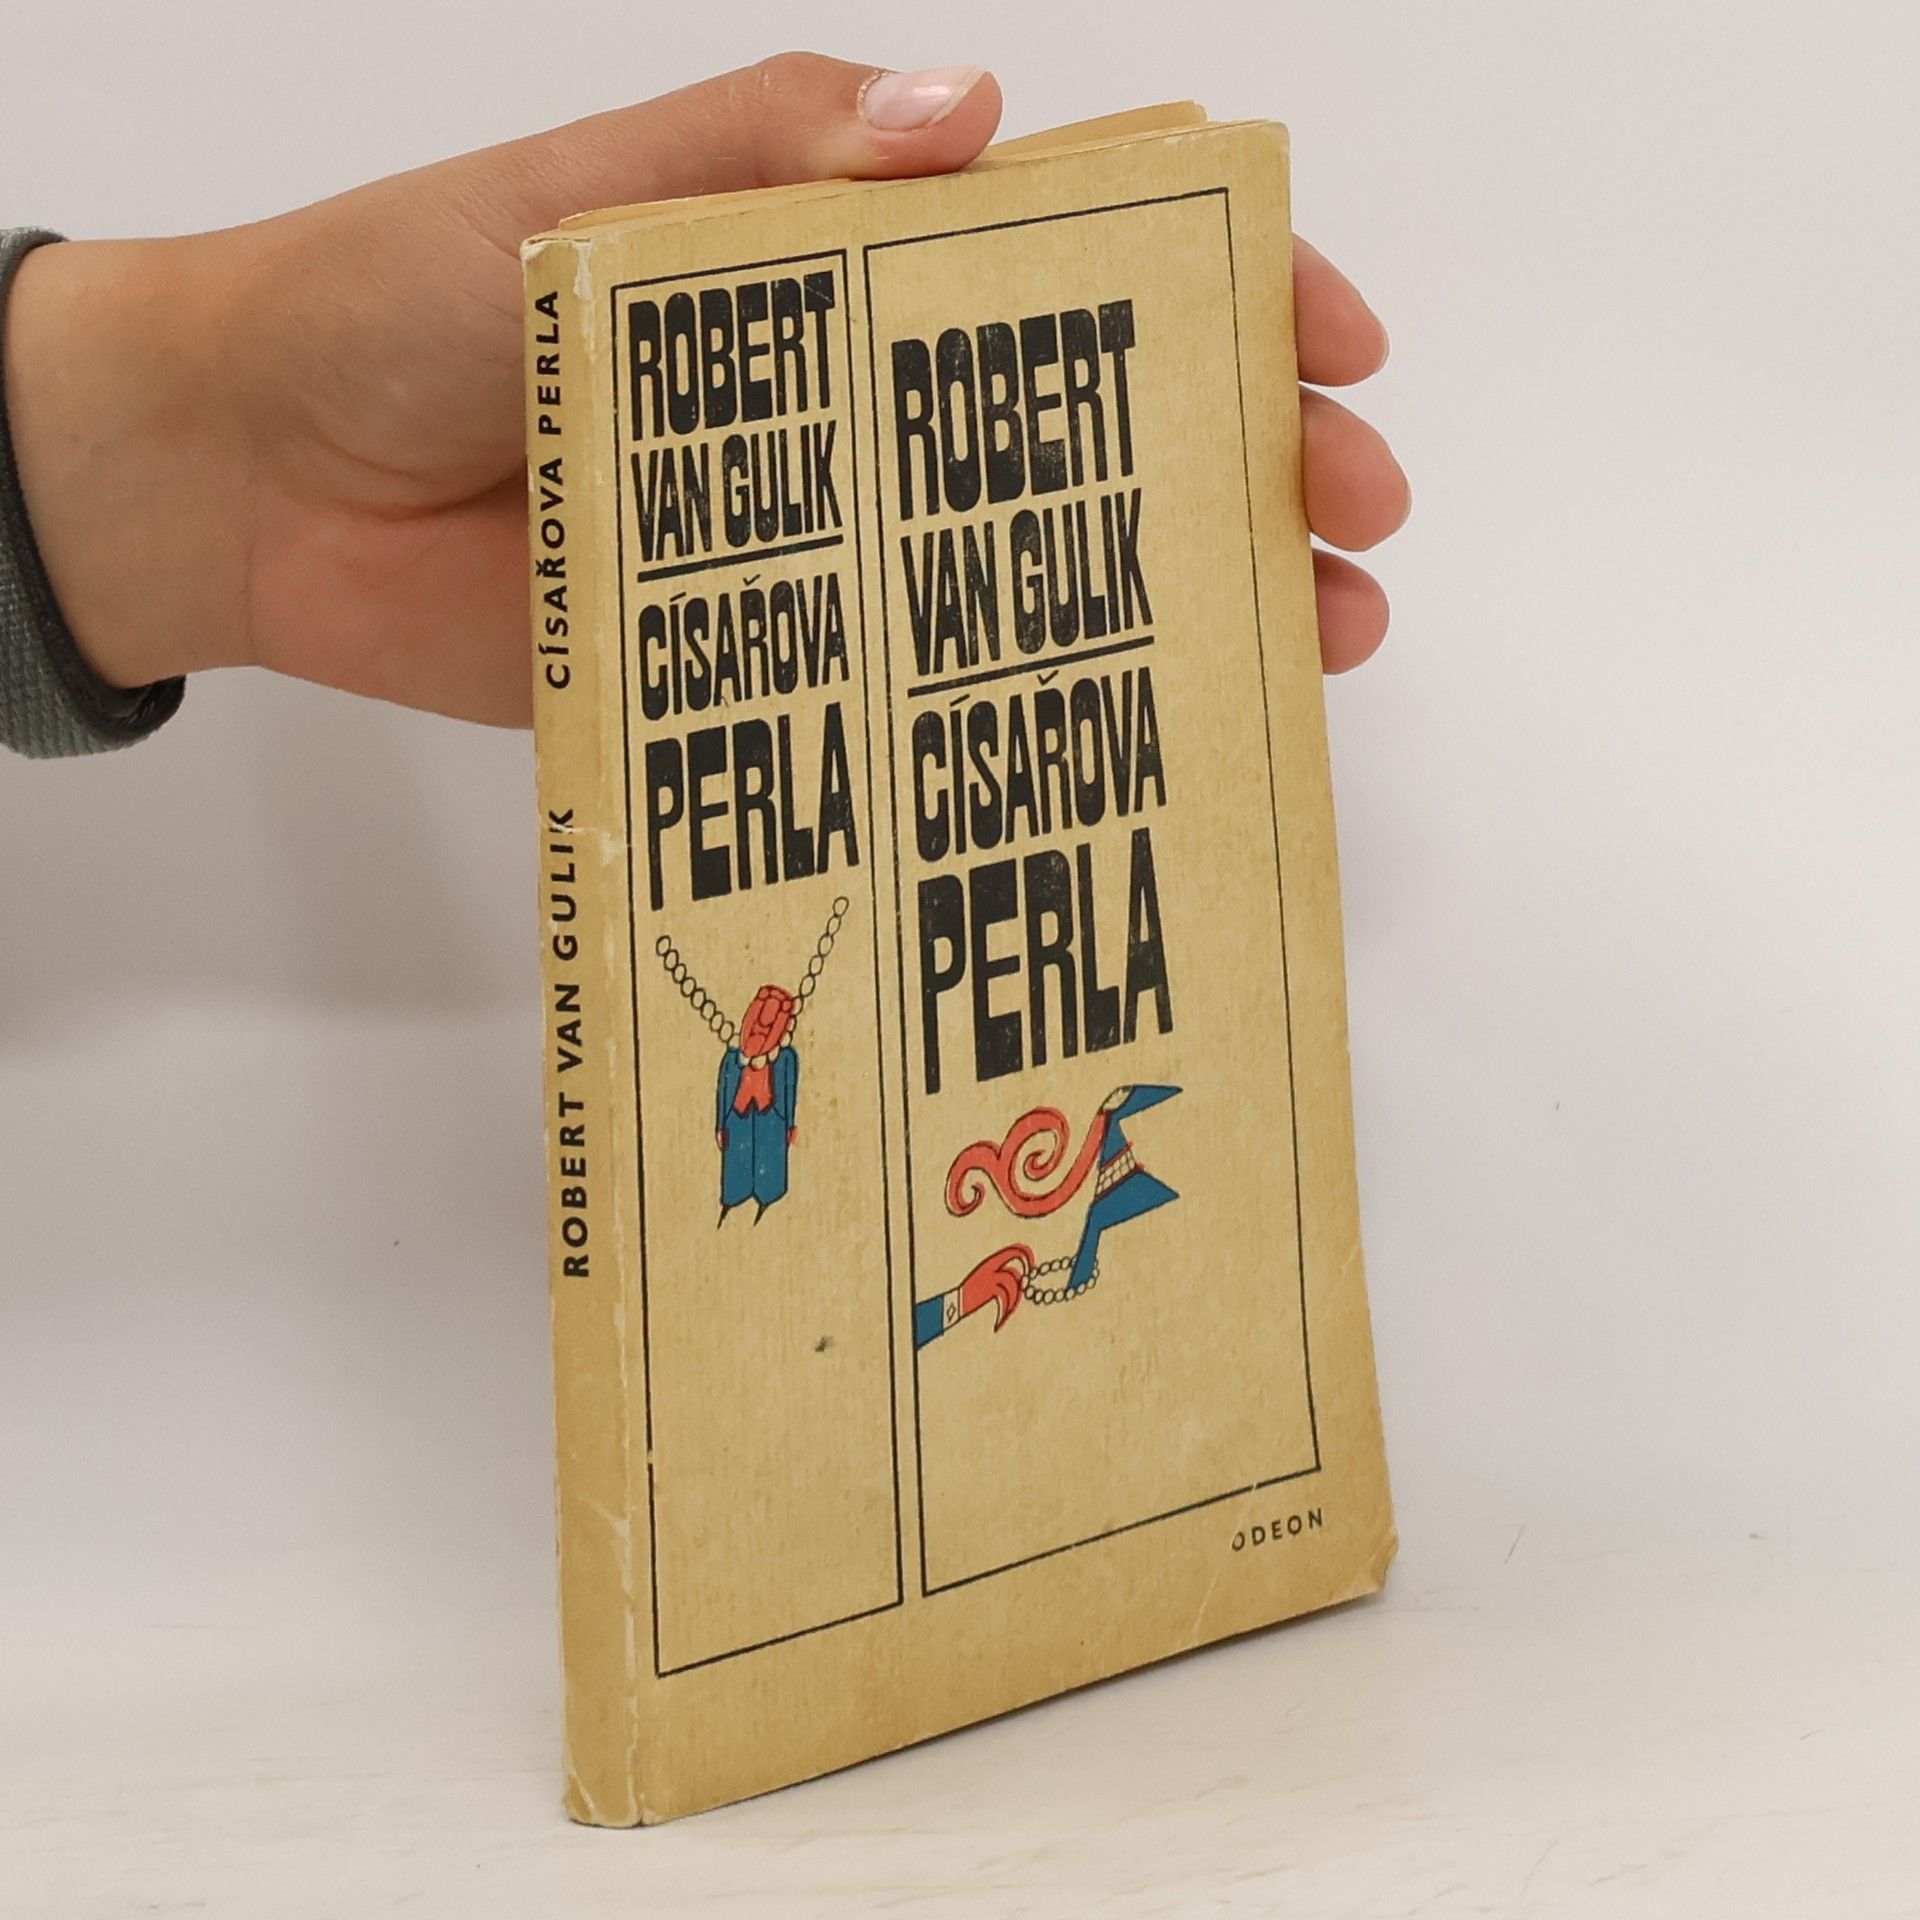 ROBERT VAN GULIK CÍSAŘOVA PERLA
ROBERT
VAN GULIK
CÍSAŘOVA
PERLA
ROBERT
VAN GULIK
CÍSAŘOVA
PERLA
ODEON